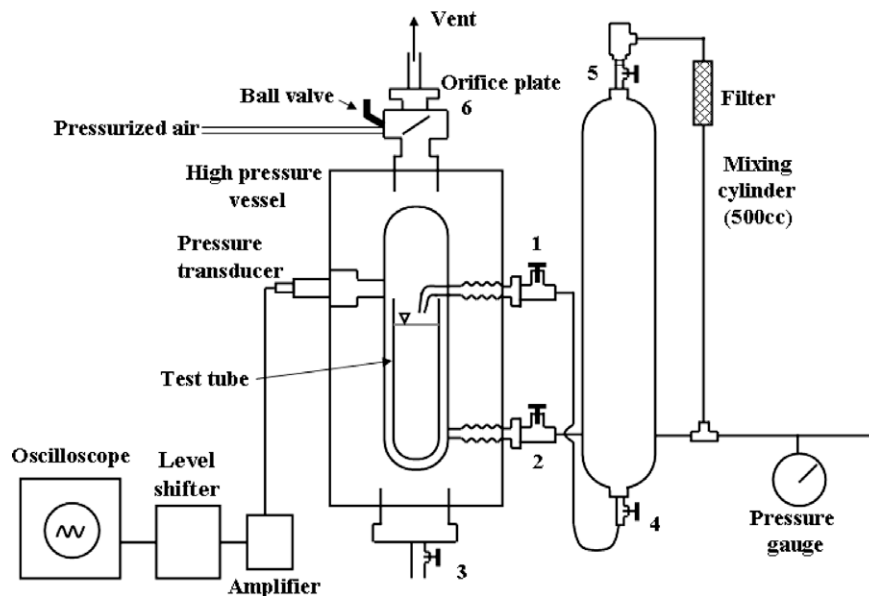 Vent
Orifice plate
6
Ball valve
Pressurized air
5
Filter
High pressure
vessel
Mixing
cylinder
(500cc)
Pressure
transducer
1
Test tube
2
Oscilloscope
Level
shifter
Amplifier
3
4
Pressure
gauge